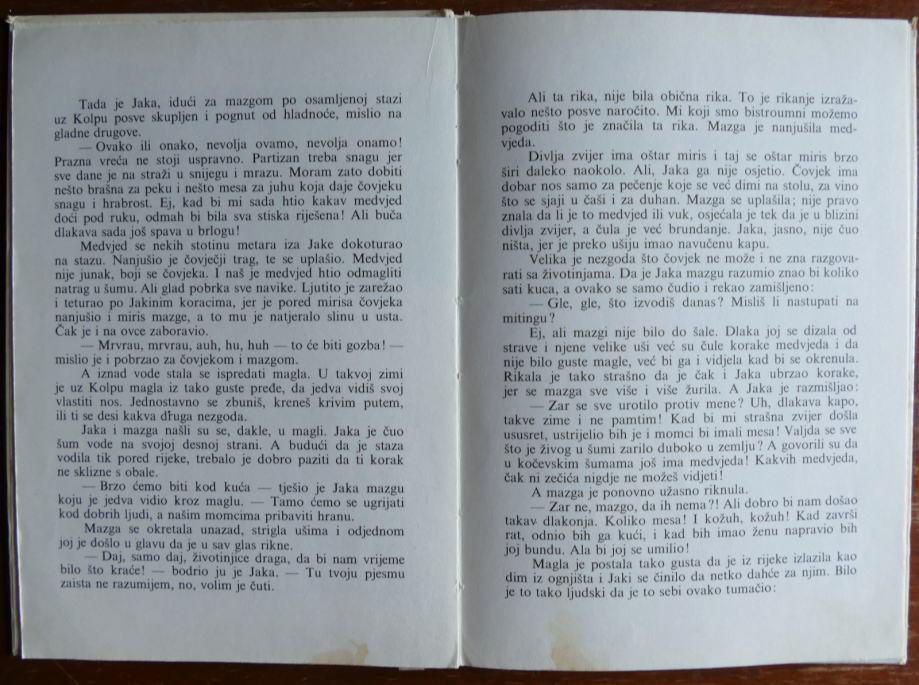 Tada je Jaka, idući za mazgom po osamljenoj stazi
uz Kolpu posve skupljen i pognut od hladnoće, mislio na
gladne drugove.
— Ovako ili onako, nevolja ovamo, nevolja onamo!
Prazna vreća ne stoji uspravno. Partizan treba snagu jer
sve dane je na straži u snijegu i mrazu. Moram zato dobiti
nešto brašna za peku i nešto mesa za juhu koja daje čovjeku
snagu i hrabrost. Ej, kad bi mi sada htio kakav medvjed
doći pod ruku, odmah bi bila sva stiska riješena! Ali buča
dlakava sada još spava u brlogu!
Medvjed se nekih stotinu metara iza Jake dokoturao
na stazu. Nanjušio je čovječji trag, te se uplašio. Medvjed
nije junak, boji se čovjeka. I naš je medvjed htio odmagliti
natrag u šumu. Ali glad pobrka sve navike. Ljutito je zarežao
i teturao po Jakinim koracima, jer je pored mirisa čovjeka
nanjušio i miris mazge, a to mu je natjeralo slinu u usta.
Čak je i na ovce zaboravio.
— Mrvrau, mrvrau, auh, hu, huh — to će biti gozba! —
mislio je i pobrzao za čovjekom i mazgom.
A iznad vode stala se ispredati magla. U takvoj zimi
je uz Kolpu magla iz tako guste pređe, da jedva vidiš svoj
vlastiti nos. Jednostavno se zbuniš, kreneš krivim putem,
ili ti se desi kakva druga nezgoda.
Jaka i mazga našli su se, dakle, u magli. Jaka je čuo
šum vode na svojoj desnoj strani. A budući da je staza
vodila tik pored rijeke, trebalo je dobro paziti da ti korak
ne sklizne s obale.
— Brzo ćemo biti kod kuća — tješio je Jaka mazgu
koju je jedva vidio kroz maglu. — Tamo ćemo se ugrijati
kod dobrih ljudi, a našim momcima pribaviti hranu.
Mazga se okretala unazad, strigla ušima i odjednom
joj je došlo u glavu da je u sav glas rikne.
— Daj, samo daj, životinjice draga, da bi nam vrijeme
bilo što kraće! — bodrio ju je Jaka. — Tu tvoju pjesmu
zaista ne razumijem, no, volim je čuti.
Ali ta rika, nije bila obična rika. To je rikanje izraža-
valo nešto posve naročito. Mi koji smo bistroumni možemo
pogoditi što je značila ta rika. Mazga je nanjušila med-
vjeda.
Divlja zvijer ima oštar miris i taj se oštar miris brzo
širi daleko naokolo. Ali, Jaka ga nije osjetio. Čovjek ima
dobar nos samo za pečenje koje se već dimi na stolu, za vino
što se sjaji u čaši i za duhan. Mazga se uplašila; nije pravo
znala da li je to medvjed ili vuk, osjećala je tek da je u blizini
divlja zvijer, a čula je već brundanje. Jaka, jasno, nije čuo
ništa, jer je preko ušiju imao navučenu kapu.
Velika je nezgoda što čovjek ne može i ne zna razgova-
rati sa životinjama. Da je Jaka mazgu razumio znao bi koliko
sati kuca, a ovako se samo čudio i rekao zamišljeno:
— Gle, gle, što izvodiš danas? Misliš li nastupati na
mitingu?
Ej, ali mazgi nije bilo do šale. Dlaka joj se dizala od
strave i njene velike uši već su čule korake medvjeda i da
nije bilo guste magle, već bi ga i vidjela kad bi se okrenula.
Rikala je tako strašno da je čak i Jaka ubrzao korake,
jer se mazga sve više i više žurila. A Jaka je razmišljao:
— Zar se sve urotilo protiv mene? Uh, dlakava kapo,
takve zime i ne pamtim! Kad bi mi strašna zvijer došla
ususret, ustrijelio bih je i momci bi imali mesa! Valjda se sve
što je živog u šumi zarilo duboko u zemlju? A govorili su da
u kočevskim šumama još ima medvjeda! Kakvih medvjeda,
čak ni zečića nigdje ne možeš vidjeti!
A mazga je ponovno užasno riknula.
— Zar ne, mazgo, da ih nema?! Ali dobro bi nam došao
takav dlakonja. Koliko mesa! I kožuh, kožuh! Kad završi
rat, odnio bih ga kući, i kad bih imao ženu napravio bih
joj bundu. Ala bi joj se umilio!
Magla je postala tako gusta da je iz rijeke izlazila kao
dim iz ognjišta i Jaki se činilo da netko dahće za njim. Bilo
je to tako ljudski da je to sebi ovako tumačio: